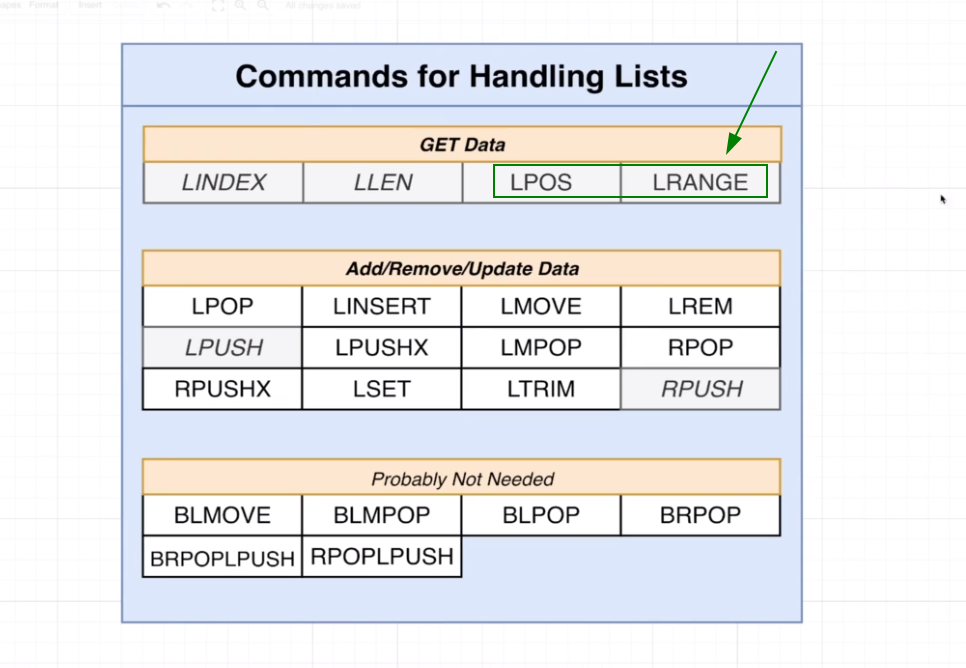 Format Insert All changes saved
Commands for Handling Lists
GET Data
LINDEX LLEN LPOS LRANGE
Add/Remove/Update Data
LPOP LINSERT LMOVE LREM
LPUSH LPUSHX LMPOP RPOP
RPUSHX LSET LTRIM RPUSH
Probably Not Needed
BLMOVE BLMPOP BLPOP BRPOP
BRPOPLPUSH RPOPLPUSH